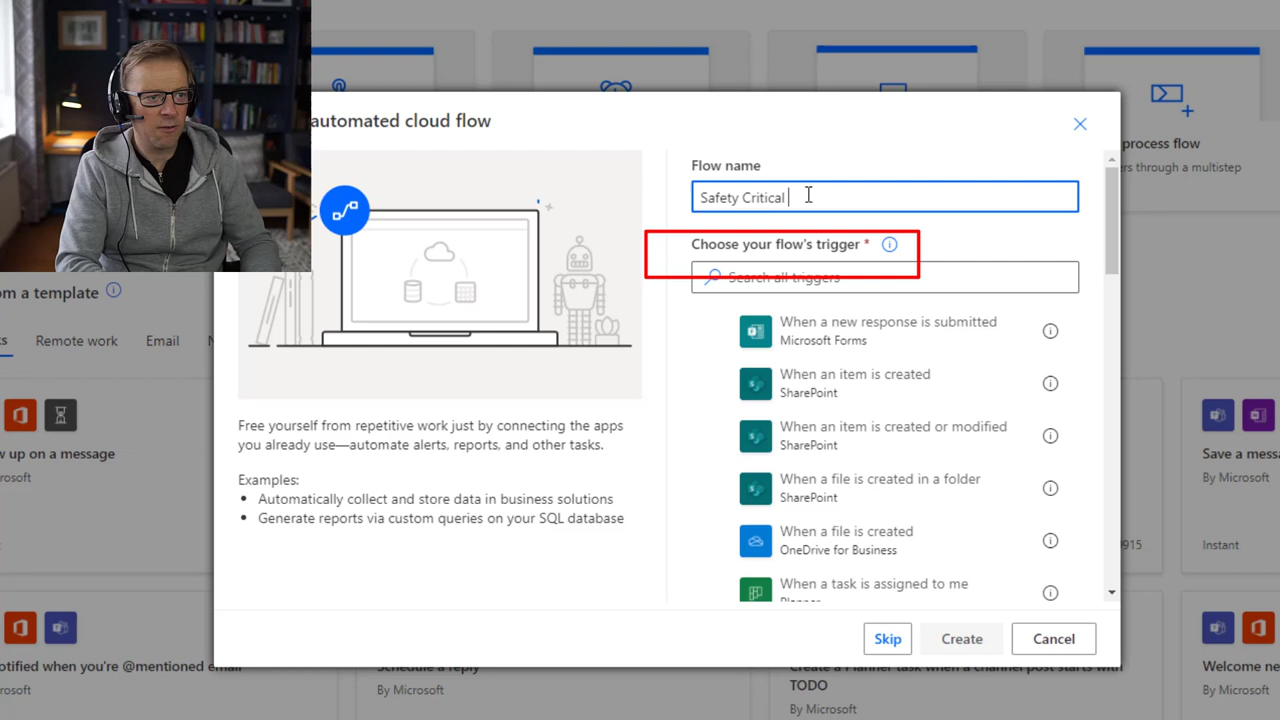 automated cloud flow
Flow name
Safety Critical
Choose your flow's trigger *
Search all triggers
When a new response is submitted
Microsoft Forms
When an item is created
SharePoint
When an item is created or modified
SharePoint
When a file is created in a folder
SharePoint
When a file is created
OneDrive for Business
When a task is assigned to me
Planner
Free yourself from repetitive work just by connecting the apps
you already use—automate alerts, reports, and other tasks.
Examples:
• Automatically collect and store data in business solutions
• Generate reports via custom queries on your SQL database
Skip
Create
Cancel
process flow
ers through a multistep
om a template
ks
Remote work
Email
N
w up on a message
crosoft
Save a messa
By Microsoft
915
Instant
otified when you're @mentioned email
Microsoft
Schedule a reply
By Microsoft
Create a Planner task when a channel post starts with
TODO
By Microsoft
Welcome ne
By Microsoft